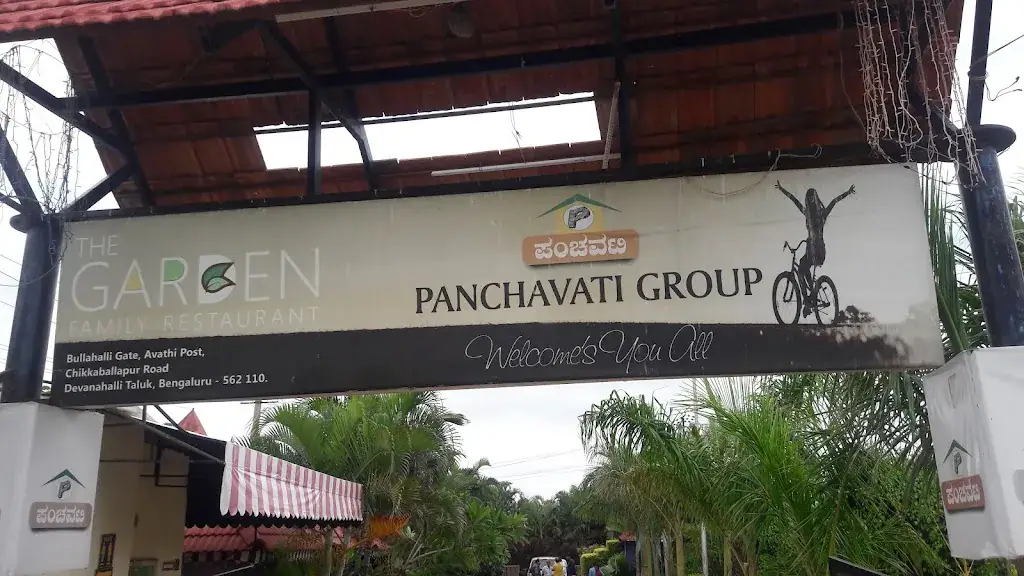 THE
GARDEN
FAMILY RESTAURANT
Bullahalli Gate, Avathi Post,
Chikkaballapur Road
Devanahalli Taluk, Bengaluru - 562 110.
P
ಪಂಚವಟಿ
PANCHAVATI GROUP
Welcome's You All
P
ಪಂಚವಟಿ
P
ಪಂಚವಟಿ